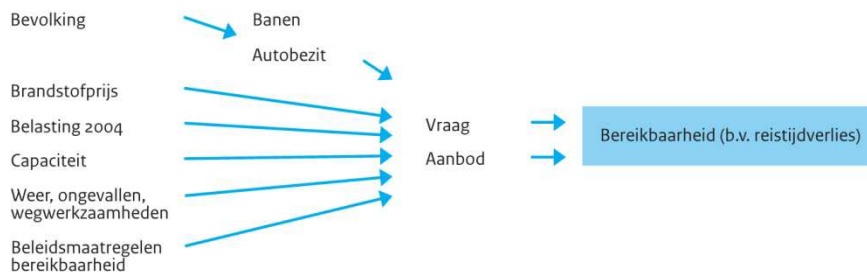 Bevolking
Banen
Autobezit
Brandstofprijs
Belasting 2004
Capaciteit
Weer, ongevallen,
wegwerkzaamheden
Beleidsmaatregelen
bereikbaarheid
Vraag
Aanbod
Bereikbaarheid (b.v. reistijdverlies)